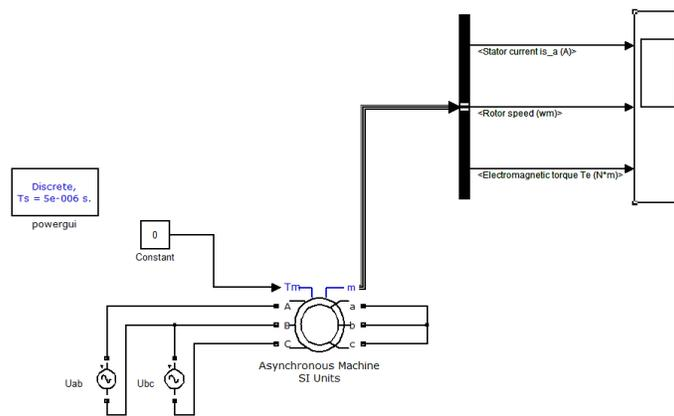 <Stator current is_a (A)>
<Rotor speed (wm)>
<Electromagnetic torque Te (N*m)>
Discrete,
Ts = 5e-006 s.
powergui
0
Constant
Tm
m
A
a
B
b
C
c
Asynchronous Machine
SI Units
Uab
Ubc